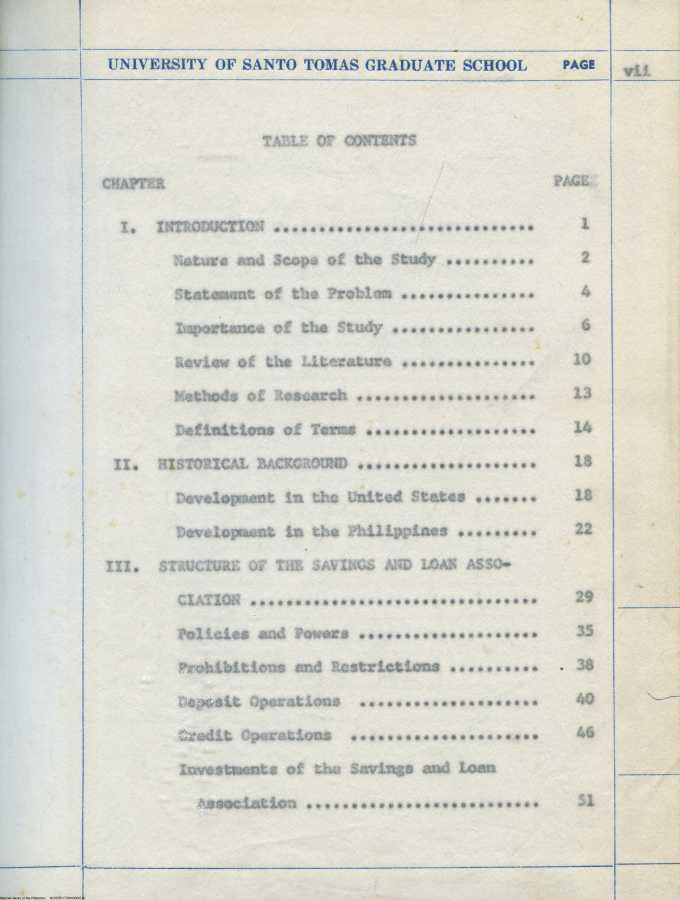 UNIVERSITY OF SANTO TOMAS GRADUATE SCHOOL PAGE vii
TABLE OF CONTENTS
CHAPTER PAGE
I. INTRODUCTION .............................. 1
Nature and Scope of the Study .......... 2
Statement of the Problem ............... 4
Importance of the Study ................ 6
Review of the Literature ............... 10
Methods of Research .................... 13
Definitions of Terms ................... 14
II. HISTORICAL BACKGROUND .................... 18
Development in the United States ....... 18
Development in the Philippines ......... 22
III. STRUCTURE OF THE SAVINGS AND LOAN ASSO-
CIATION ................................ 29
Policies and Powers .................... 35
Prohibitions and Restrictions .......... 38
Deposit Operations .................... 40
Credit Operations ..................... 46
Investments of the Savings and Loan
Association .......................... 51